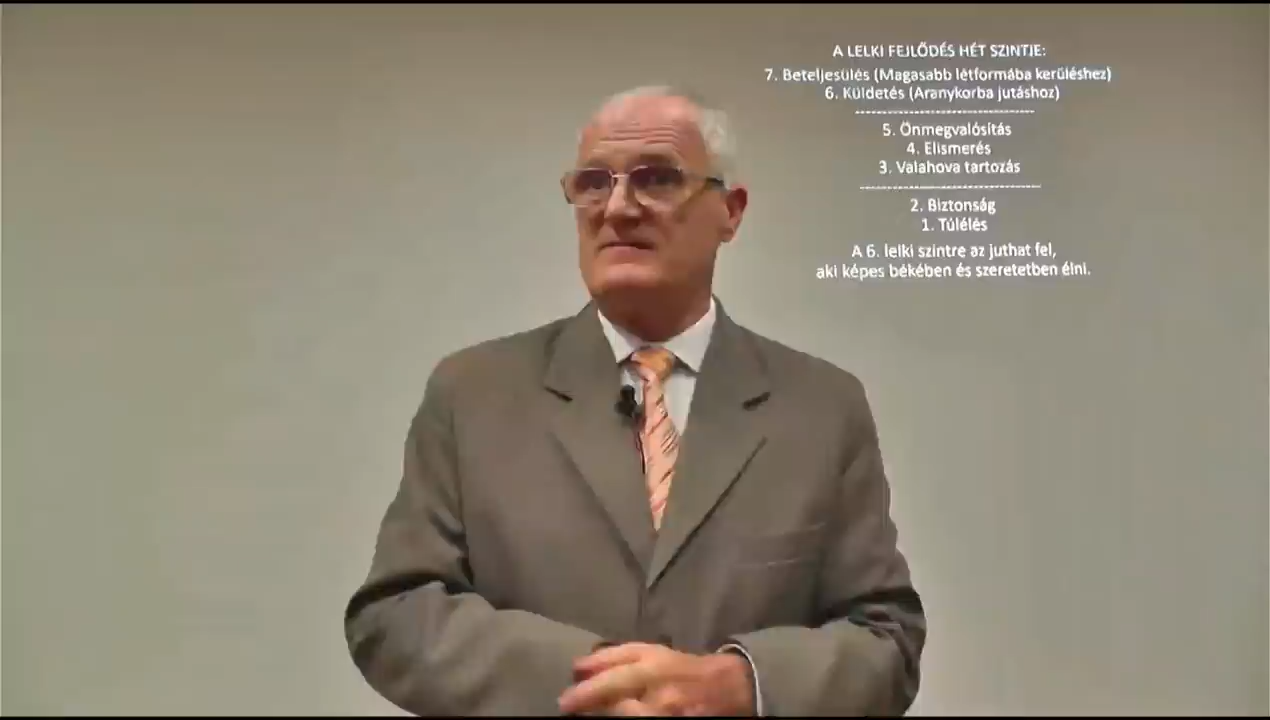 A LELKI FEJLŐDÉS HÉT SZINTJE:
7. Beteljesülés (Magasabb létformába kerüléshez)
6. Küldetés (Aranykorba jutáshoz)
-----------------------------------
5. Önmegvalósítás
4. Elismerés
3. Valahova tartozás
-----------------------------------
2. Biztonság
1. Túlélés
A 6. lelki szintre az juthat fel,
aki képes békében és szeretetben élni.